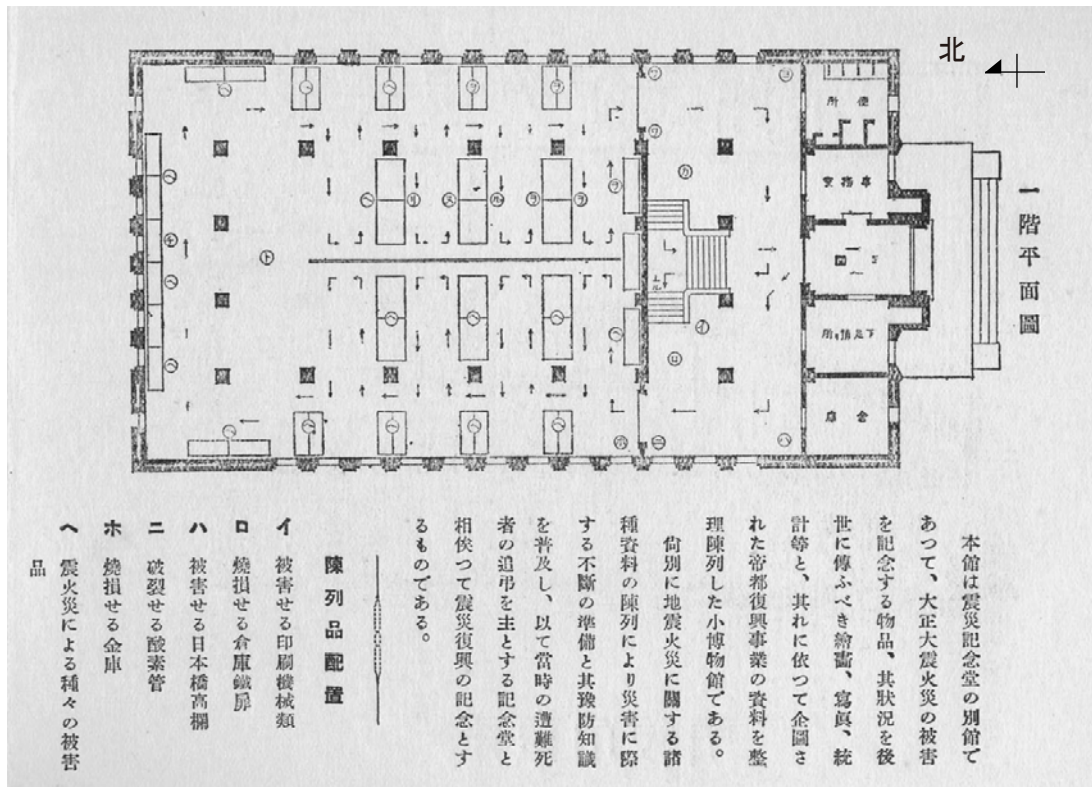 北
一階平面圖
便所
事務室
下足預り所
倉庫
本館は震災記念堂の別館で
あつて、大正大震火災の被害
を記念する物品、其狀況を後
世に傳ふべき繪畵、寫眞、統
計等と、其れに依つて企圖さ
れた帝都復興事業の資料を整
理陳列した小博物館である。
尙別に地震火災に關する諸
種資料の陳列により災害に際
する不斷の準備と其豫防知識
を普及し、以て當時の遭難死
者の追弔を主とする記念堂と
相俟つて震災復興の記念とす
るものである。
陳列品配置
イ 被害せる印刷機械類
ロ 燒損せる倉庫鐵扉
ハ 被害せる日本橋高欄
ニ 破裂せる酸素管
ホ 燒損せる金庫
ヘ 震火災による種々の被害
品